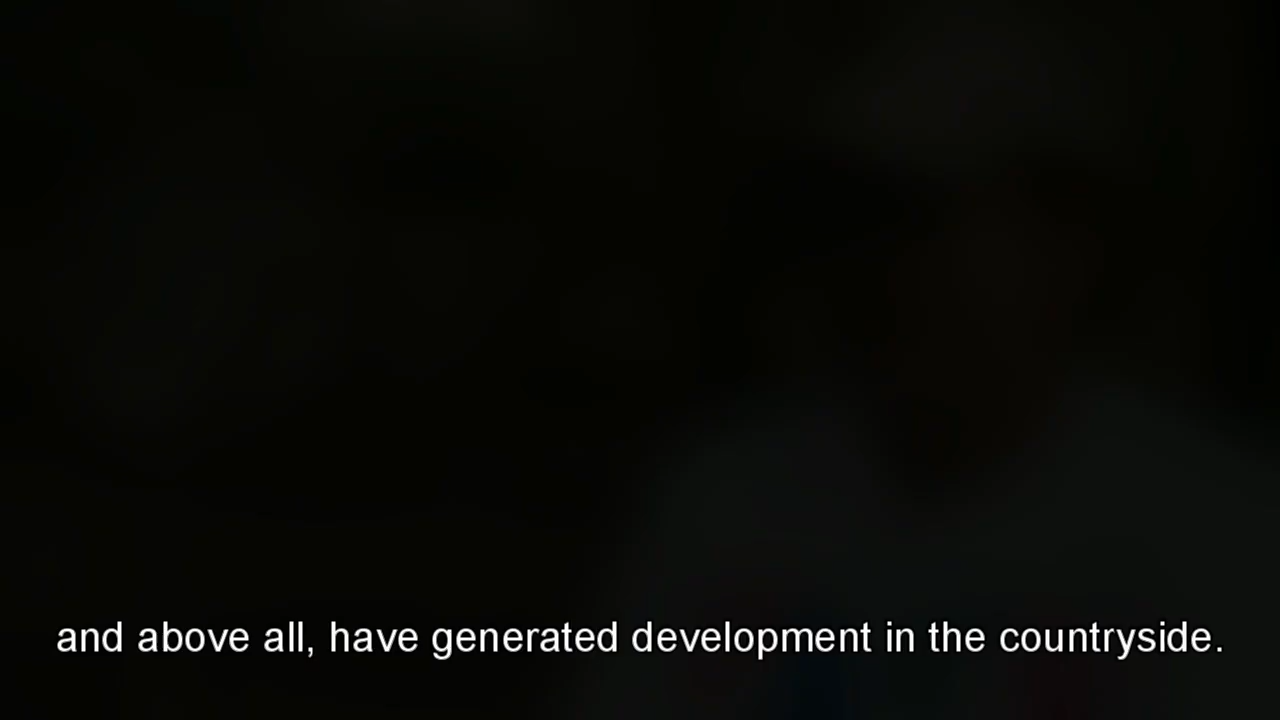 and above all, have generated development in the countryside.